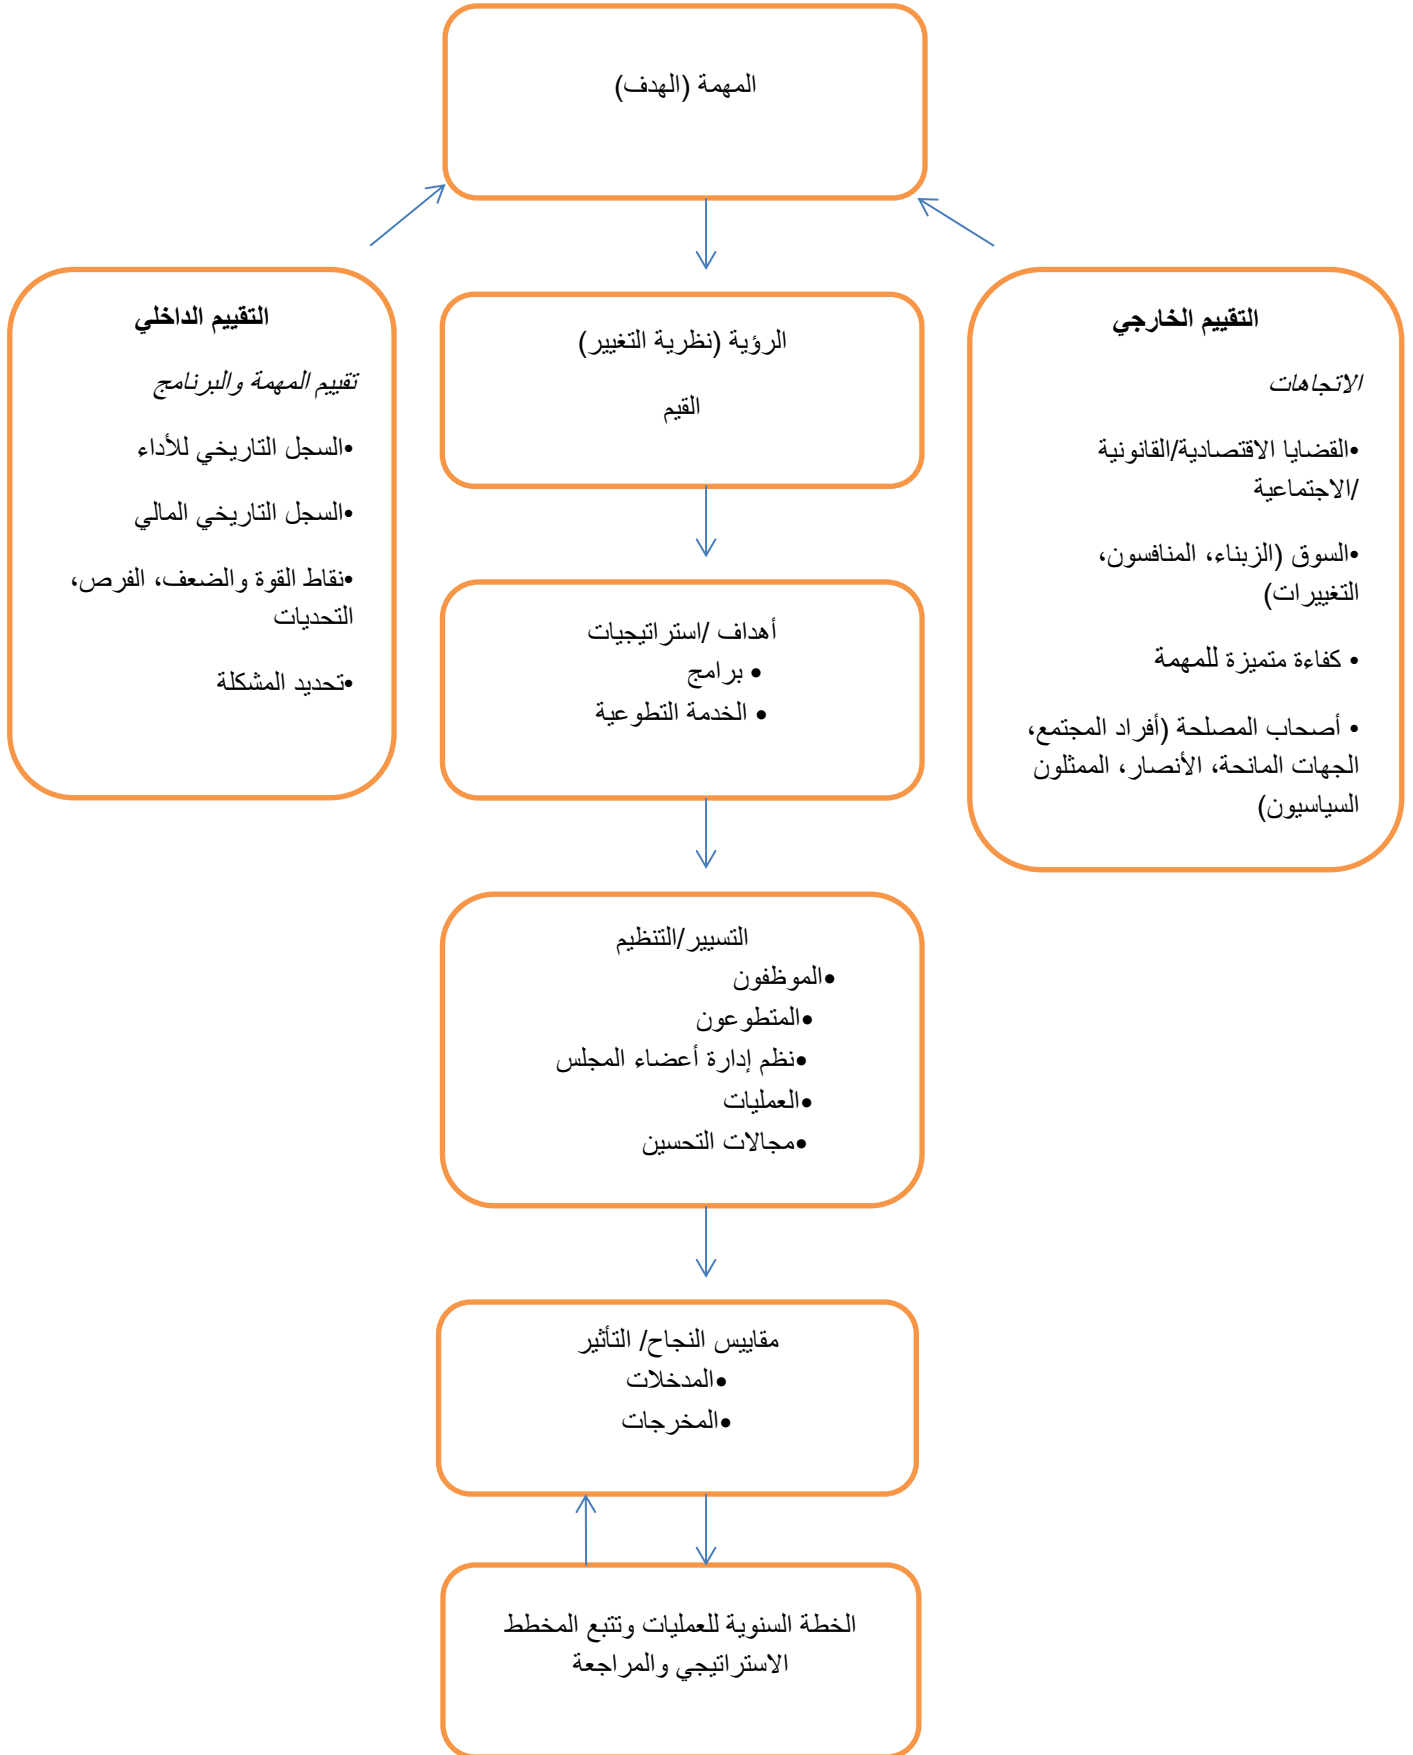 المهمة (الهدف)
التقييم الخارجي
الاتجاهات
•القضايا الاقتصادية/القانونية
/الاجتماعية
•السوق (الزبناء، المنافسون،
التغييرات)
• كفاءة متميزة للمهمة
• أصحاب المصلحة (أفراد المجتمع،
الجهات المانحة، الأنصار، الممثلون
السياسيون)
الرؤية (نظرية التغيير)
القيم
التقييم الداخلي
تقييم المهمة والبرنامج
•السجل التاريخي للأداء
•السجل التاريخي المالي
•نقاط القوة والضعف، الفرص،
التحديات
•تحديد المشكلة
أهداف /استراتيجيات
• برامج
• الخدمة التطوعية
التسيير/التنظيم
•الموظفون
•المتطوعون
•نظم إدارة أعضاء المجلس
•العمليات
•مجالات التحسين
مقاييس النجاح/ التأثير
•المدخلات
•المخرجات
الخطة السنوية للعمليات وتتبع المخطط
الاستراتيجي والمراجعة